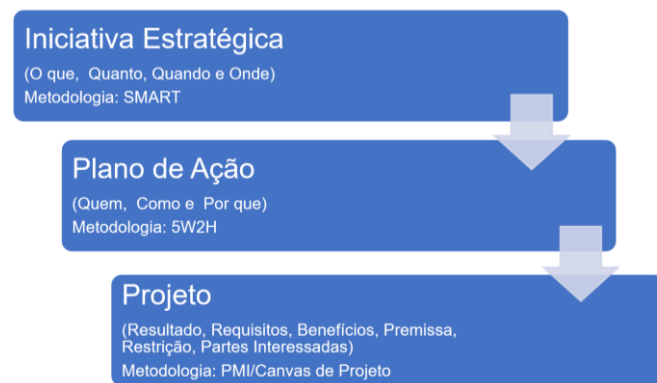 Iniciativa Estratégica
(O que, Quanto, Quando e Onde)
Metodologia: SMART
Plano de Ação
(Quem, Como e Por que)
Metodologia: 5W2H
Projeto
(Resultado, Requisitos, Benefícios, Premissa,
Restrição, Partes Interessadas)
Metodologia: PMI/Canvas de Projeto